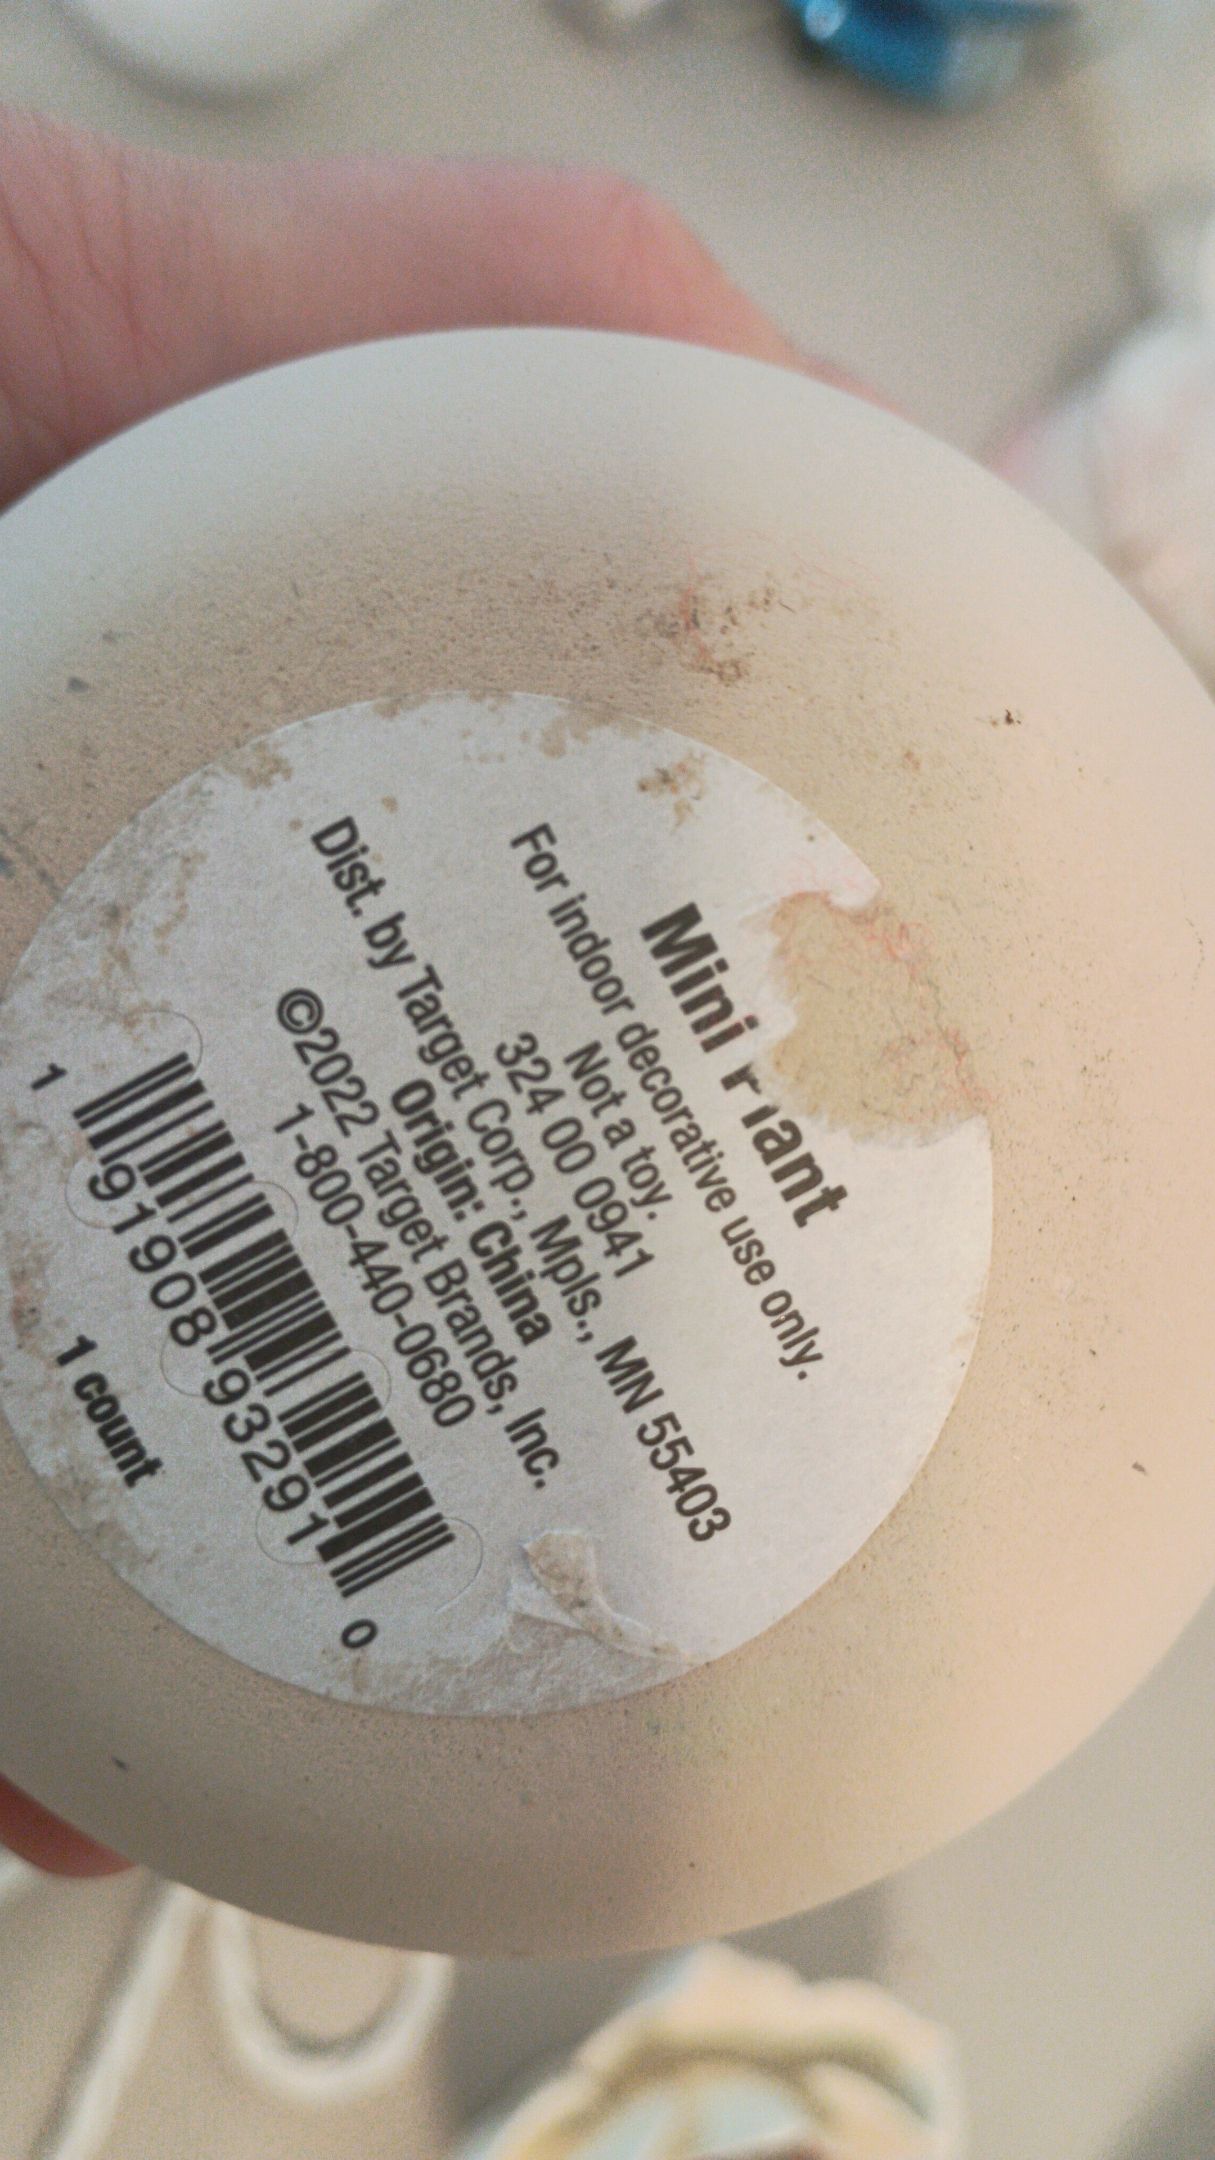 Mini Plant
For indoor decorative use only.
Not a toy.
324 00 0941
Dist. by Target Corp., Mpls., MN 55403
Origin: China
©2022 Target Brands, Inc.
1-800-440-0680
1 91908 93291 0
1 count